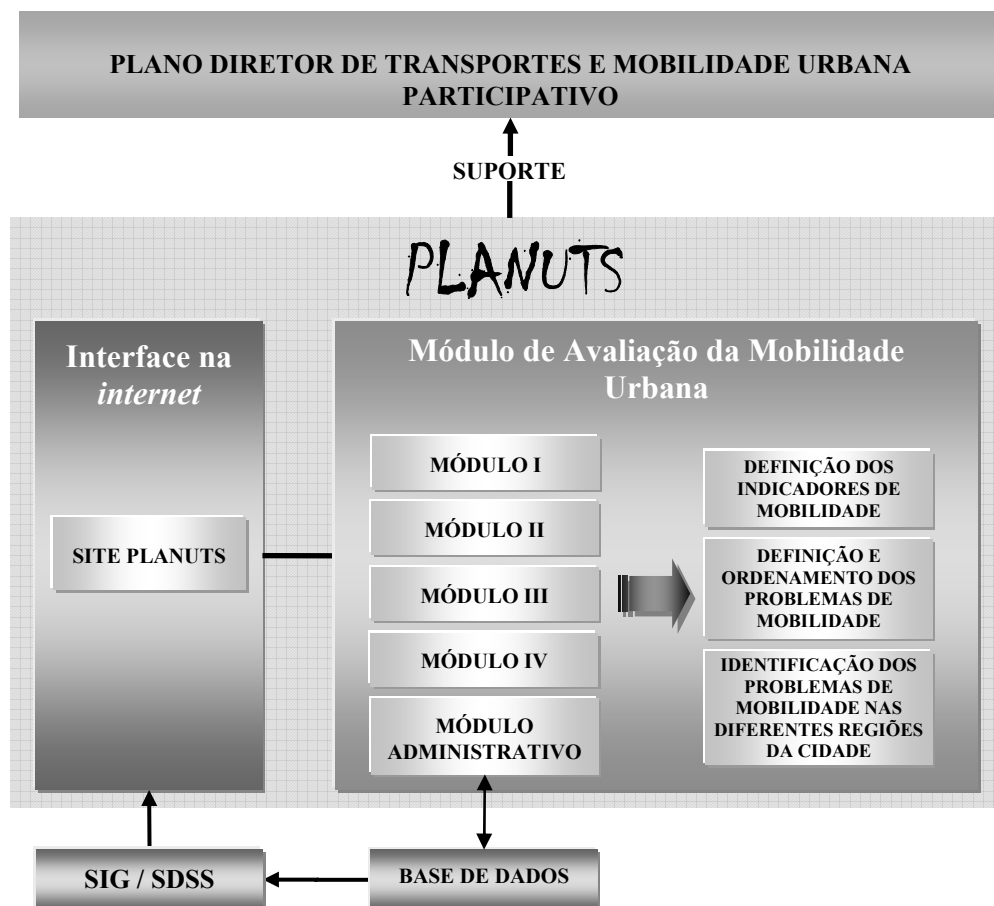 PLANO DIRETOR DE TRANSPORTES E MOBILIDADE URBANA
PARTICIPATIVO
SUPORTE
PLANUTS
Interface na
internet
SITE PLANUTS
Módulo de Avaliação da Mobilidade
Urbana
MÓDULO I
MÓDULO II
MÓDULO III
MÓDULO IV
MÓDULO
ADMINISTRATIVO
DEFINIÇÃO DOS
INDICADORES DE
MOBILIDADE
DEFINIÇÃO E
ORDENAMENTO DOS
PROBLEMAS DE
MOBILIDADE
IDENTIFICAÇÃO DOS
PROBLEMAS DE
MOBILIDADE NAS
DIFERENTES REGIÕES
DA CIDADE
SIG / SDSS
BASE DE DADOS